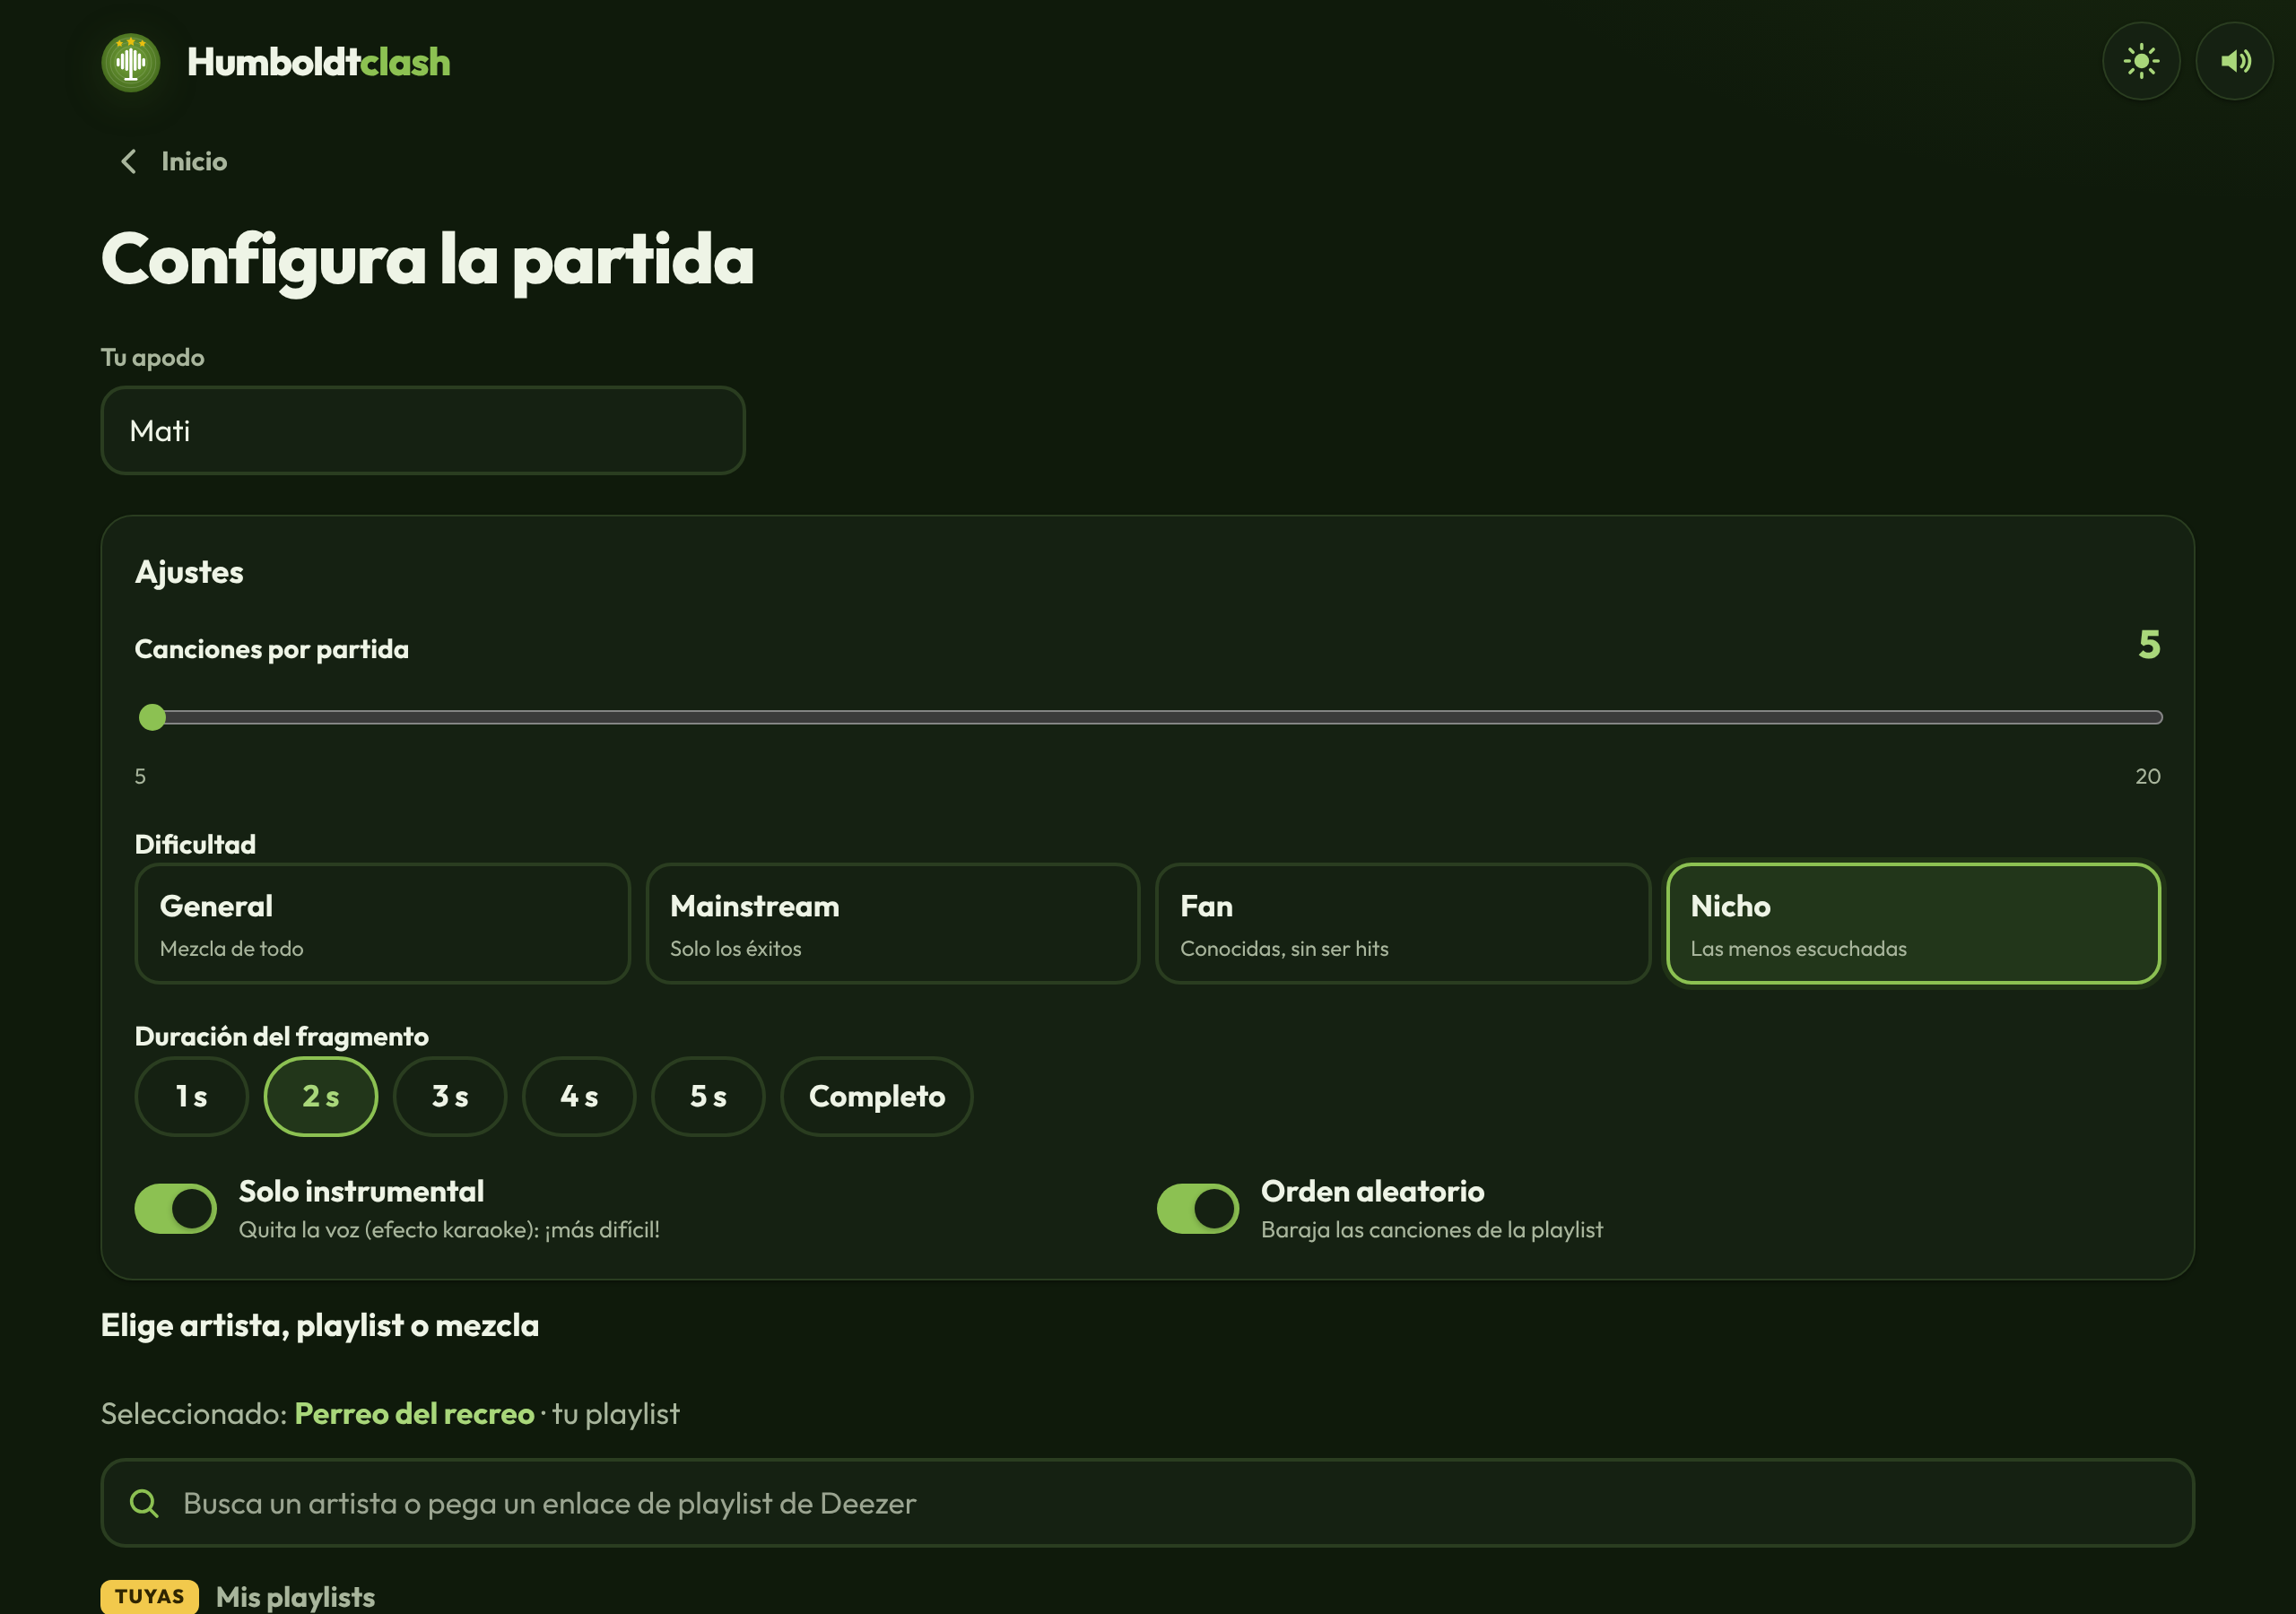 Humboldtclash
Inicio
Configura la partida
Tu apodo
Mati
Ajustes
Canciones por partida
5
5
20
Dificultad
General
Mezcla de todo
Mainstream
Solo los éxitos
Fan
Conocidas, sin ser hits
Nicho
Las menos escuchadas
Duración del fragmento
1 s
2 s
3 s
4 s
5 s
Completo
Solo instrumental
Quita la voz (efecto karaoke): ¡más difícil!
Orden aleatorio
Baraja las canciones de la playlist
Elige artista, playlist o mezcla
Seleccionado: Perreo del recreo · tu playlist
Busca un artista o pega un enlace de playlist de Deezer
TUYAS Mis playlists